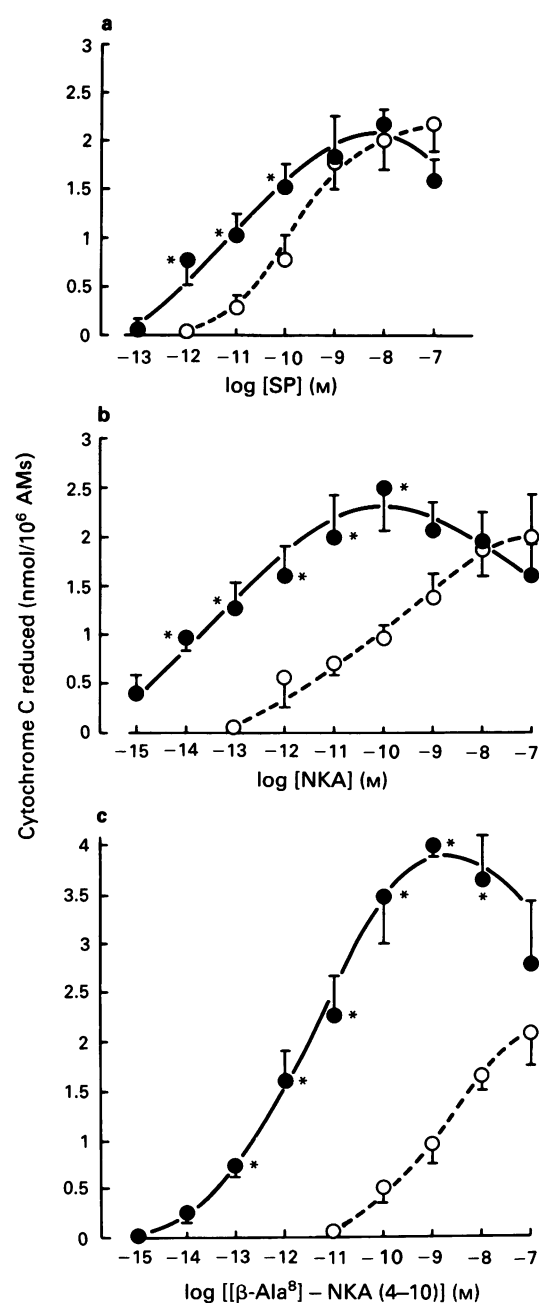 a
3
2.5
2
1.5
1
0.5
0
* * *
−13 −12 −11 −10 −9 −8 −7
log [SP] (M)
b
3
2.5
2
1.5
1
0.5
0
* * * * *
−15 −14 −13 −12 −11 −10 −9 −8 −7
log [NKA] (M)
Cytochrome C reduced (nmol/10⁶ AMs)
c
4
3.5
3
2.5
2
1.5
1
0.5
0
* * * * * *
−15 −14 −13 −12 −11 −10 −9 −8 −7
log [[β-Ala⁸] − NKA (4–10)] (M)